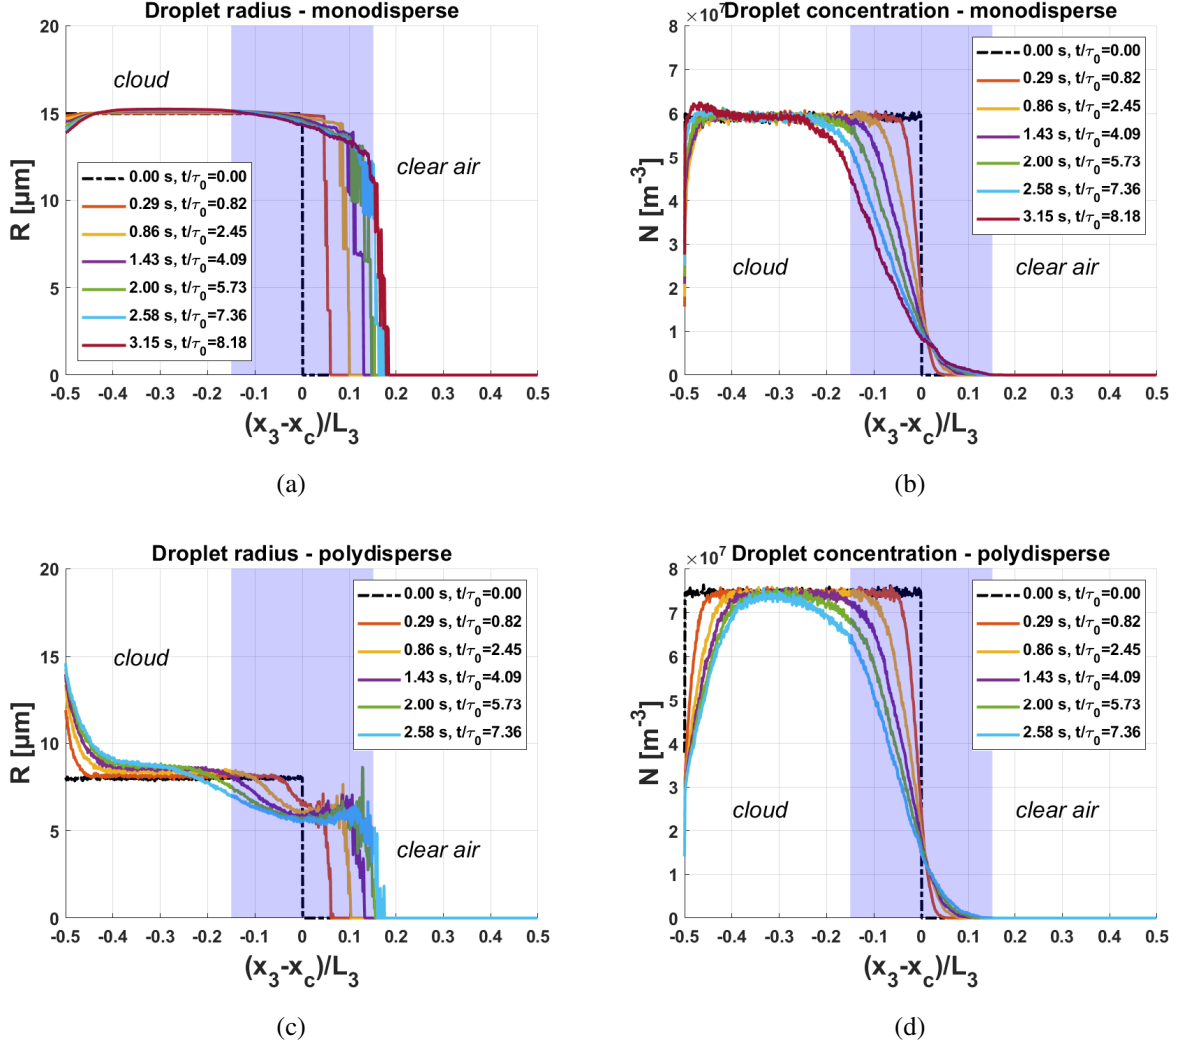 Droplet radius - monodisperse
20
15
10
5
0
R [μm]
cloud
clear air
0.00 s, t/τ0=0.00
0.29 s, t/τ0=0.82
0.86 s, t/τ0=2.45
1.43 s, t/τ0=4.09
2.00 s, t/τ0=5.73
2.58 s, t/τ0=7.36
3.15 s, t/τ0=8.18
-0.5 -0.4 -0.3 -0.2 -0.1 0 0.1 0.2 0.3 0.4 0.5
(x3-xc)/L3
(a)
×10^7 Droplet concentration - monodisperse
8
7
6
5
4
3
2
1
0
N [m^-3]
0.00 s, t/τ0=0.00
0.29 s, t/τ0=0.82
0.86 s, t/τ0=2.45
1.43 s, t/τ0=4.09
2.00 s, t/τ0=5.73
2.58 s, t/τ0=7.36
3.15 s, t/τ0=8.18
cloud
clear air
-0.5 -0.4 -0.3 -0.2 -0.1 0 0.1 0.2 0.3 0.4 0.5
(x3-xc)/L3
(b)
Droplet radius - polydisperse
20
15
10
5
0
R [μm]
cloud
0.00 s, t/τ0=0.00
0.29 s, t/τ0=0.82
0.86 s, t/τ0=2.45
1.43 s, t/τ0=4.09
2.00 s, t/τ0=5.73
2.58 s, t/τ0=7.36
clear air
-0.5 -0.4 -0.3 -0.2 -0.1 0 0.1 0.2 0.3 0.4 0.5
(x3-xc)/L3
(c)
×10^7 Droplet concentration - polydisperse
8
7
6
5
4
3
2
1
0
N [m^-3]
0.00 s, t/τ0=0.00
0.29 s, t/τ0=0.82
0.86 s, t/τ0=2.45
1.43 s, t/τ0=4.09
2.00 s, t/τ0=5.73
2.58 s, t/τ0=7.36
cloud
clear air
-0.5 -0.4 -0.3 -0.2 -0.1 0 0.1 0.2 0.3 0.4 0.5
(x3-xc)/L3
(d)